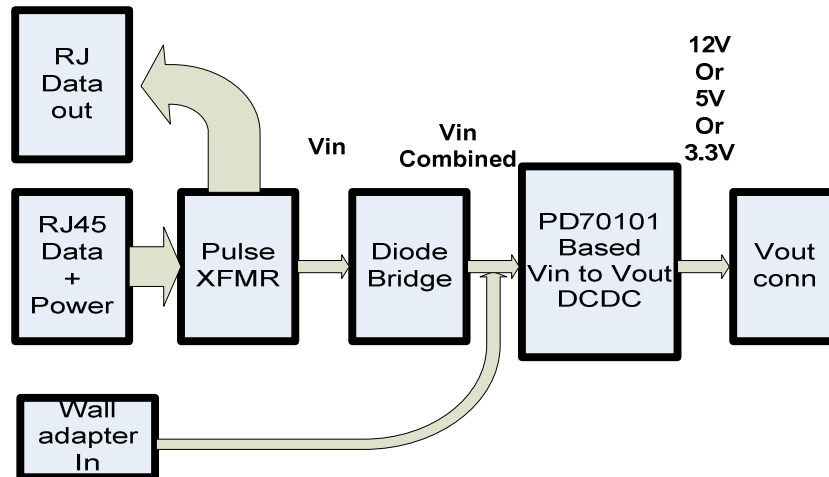 RJ
Data
out
RJ45
Data
+
Power
Pulse
XFMR
Vin
Diode
Bridge
Vin
Combined
PD70101
Based
Vin to Vout
DCDC
12V
Or
5V
Or
3.3V
Vout
conn
Wall
adapter
In